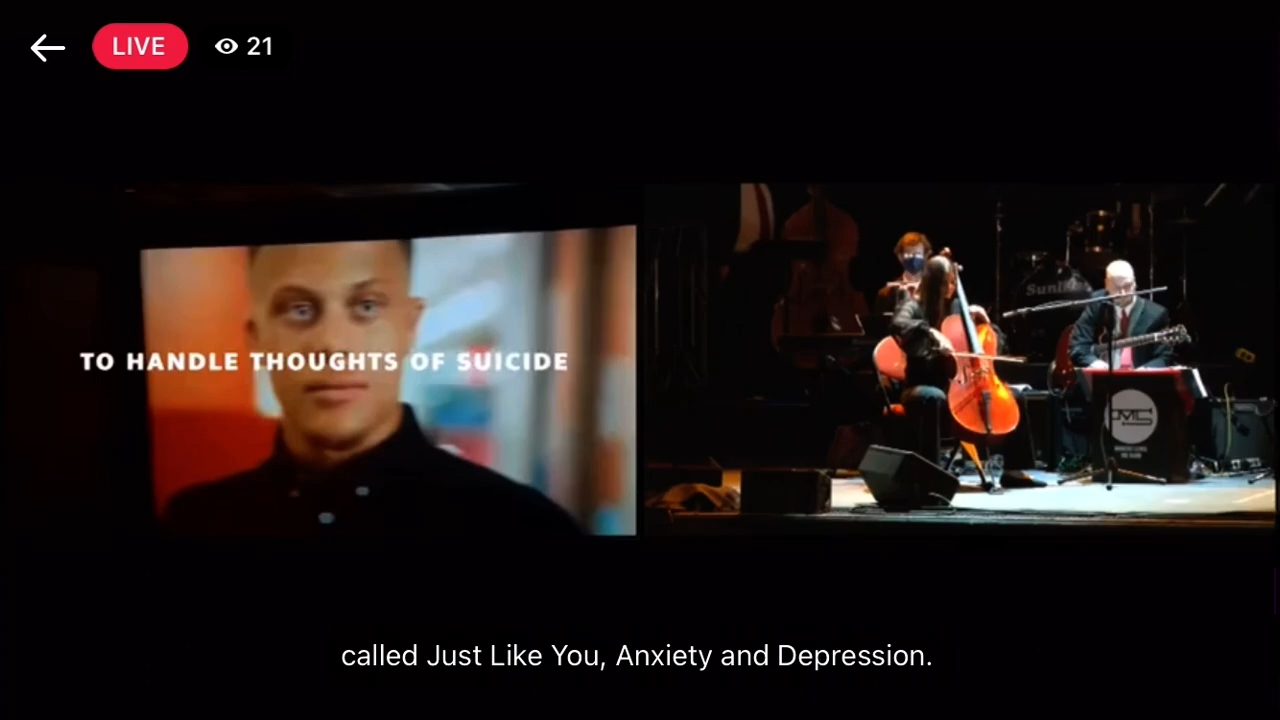 LIVE 21
TO HANDLE THOUGHTS OF SUICIDE
called Just Like You, Anxiety and Depression.